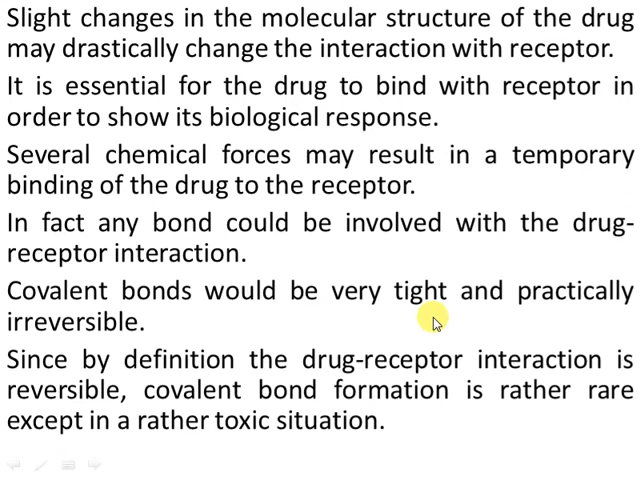 Slight changes in the molecular structure of the drug
may drastically change the interaction with receptor.
It is essential for the drug to bind with receptor in
order to show its biological response.
Several chemical forces may result in a temporary
binding of the drug to the receptor.
In fact any bond could be involved with the drug-
receptor interaction.
Covalent bonds would be very tight and practically
irreversible.
Since by definition the drug-receptor interaction is
reversible, covalent bond formation is rather rare
except in a rather toxic situation.